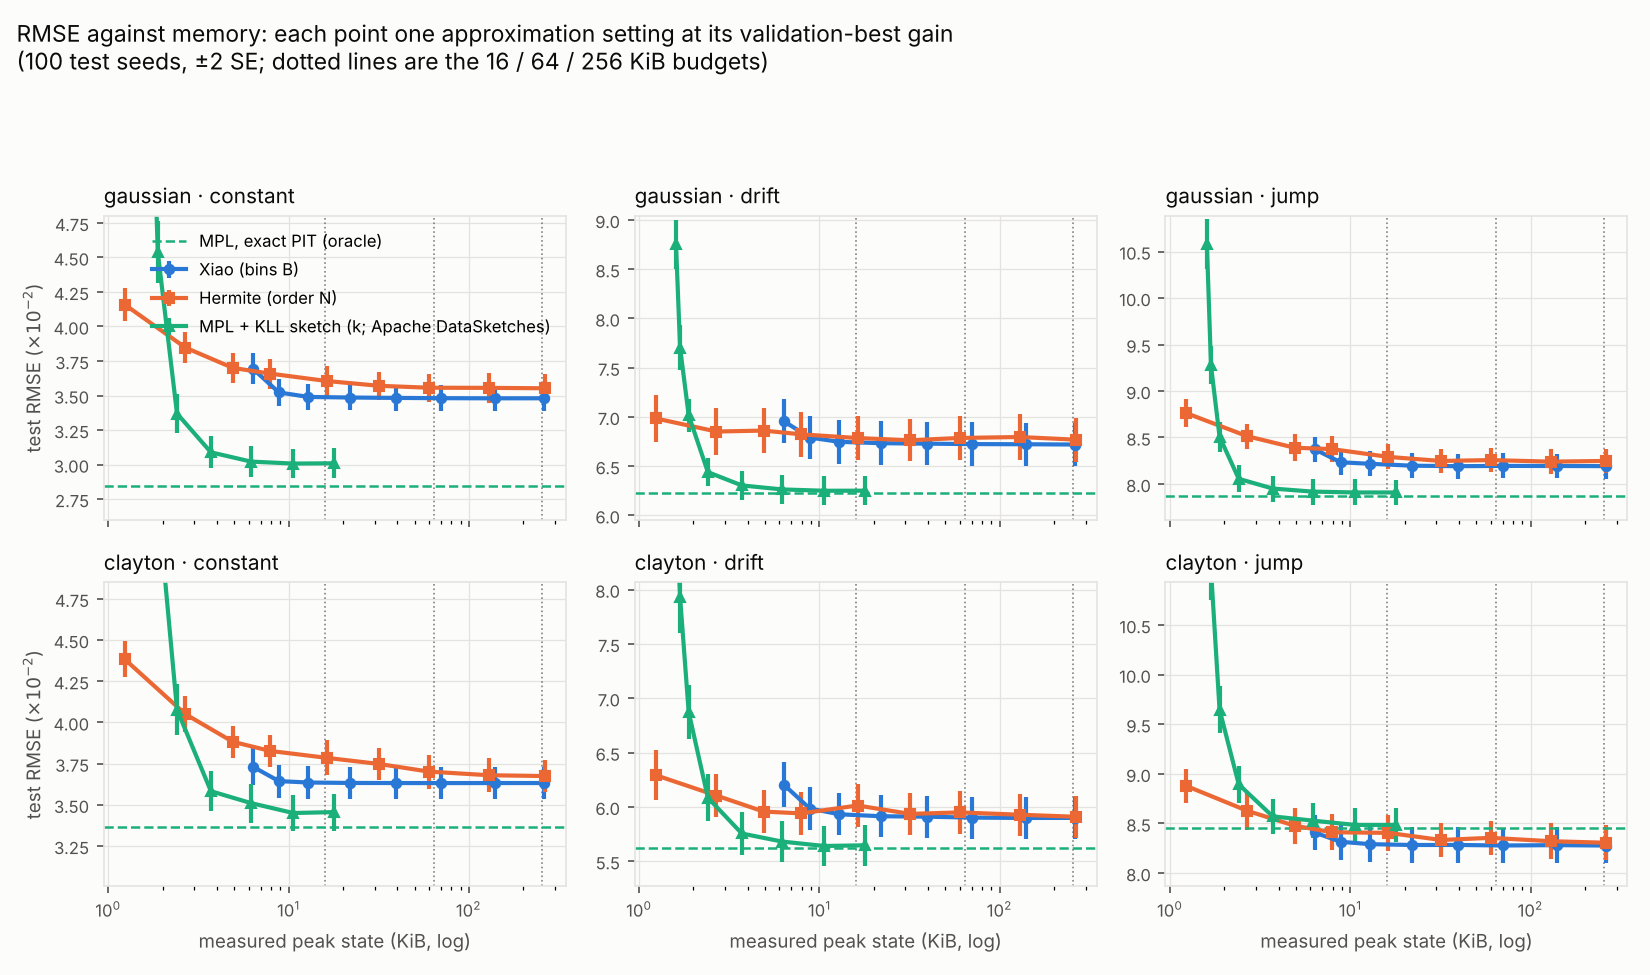 RMSE against memory: each point one approximation setting at its validation-best gain
(100 test seeds, ±2 SE; dotted lines are the 16 / 64 / 256 KiB budgets)
gaussian · constant
gaussian · drift
gaussian · jump
test RMSE (×10⁻²)
4.75
4.50
4.25
4.00
3.75
3.50
3.25
3.00
2.75
MPL, exact PIT (oracle)
Xiao (bins B)
Hermite (order N)
MPL + KLL sketch (k; Apache DataSketches)
9.0
8.5
8.0
7.5
7.0
6.5
6.0
10.5
10.0
9.5
9.0
8.5
8.0
clayton · constant
clayton · drift
clayton · jump
test RMSE (×10⁻²)
4.75
4.50
4.25
4.00
3.75
3.50
3.25
8.0
7.5
7.0
6.5
6.0
5.5
10.5
10.0
9.5
9.0
8.5
8.0
10⁰ 10¹ 10²
10⁰ 10¹ 10²
10⁰ 10¹ 10²
measured peak state (KiB, log)
measured peak state (KiB, log)
measured peak state (KiB, log)